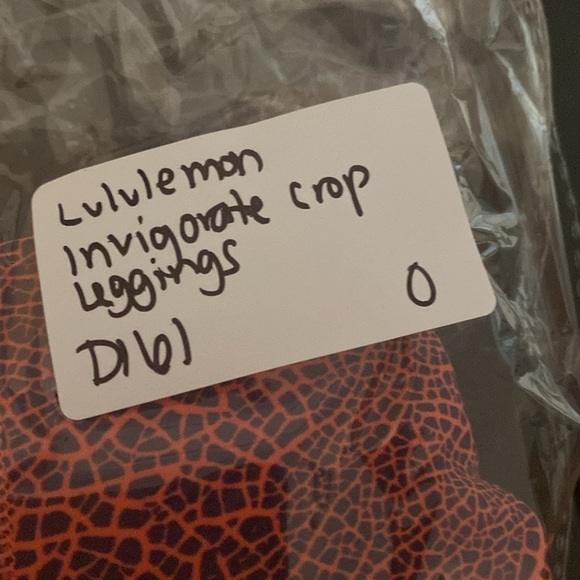 Lululemon
Invigorate crop
Leggings
D161 0